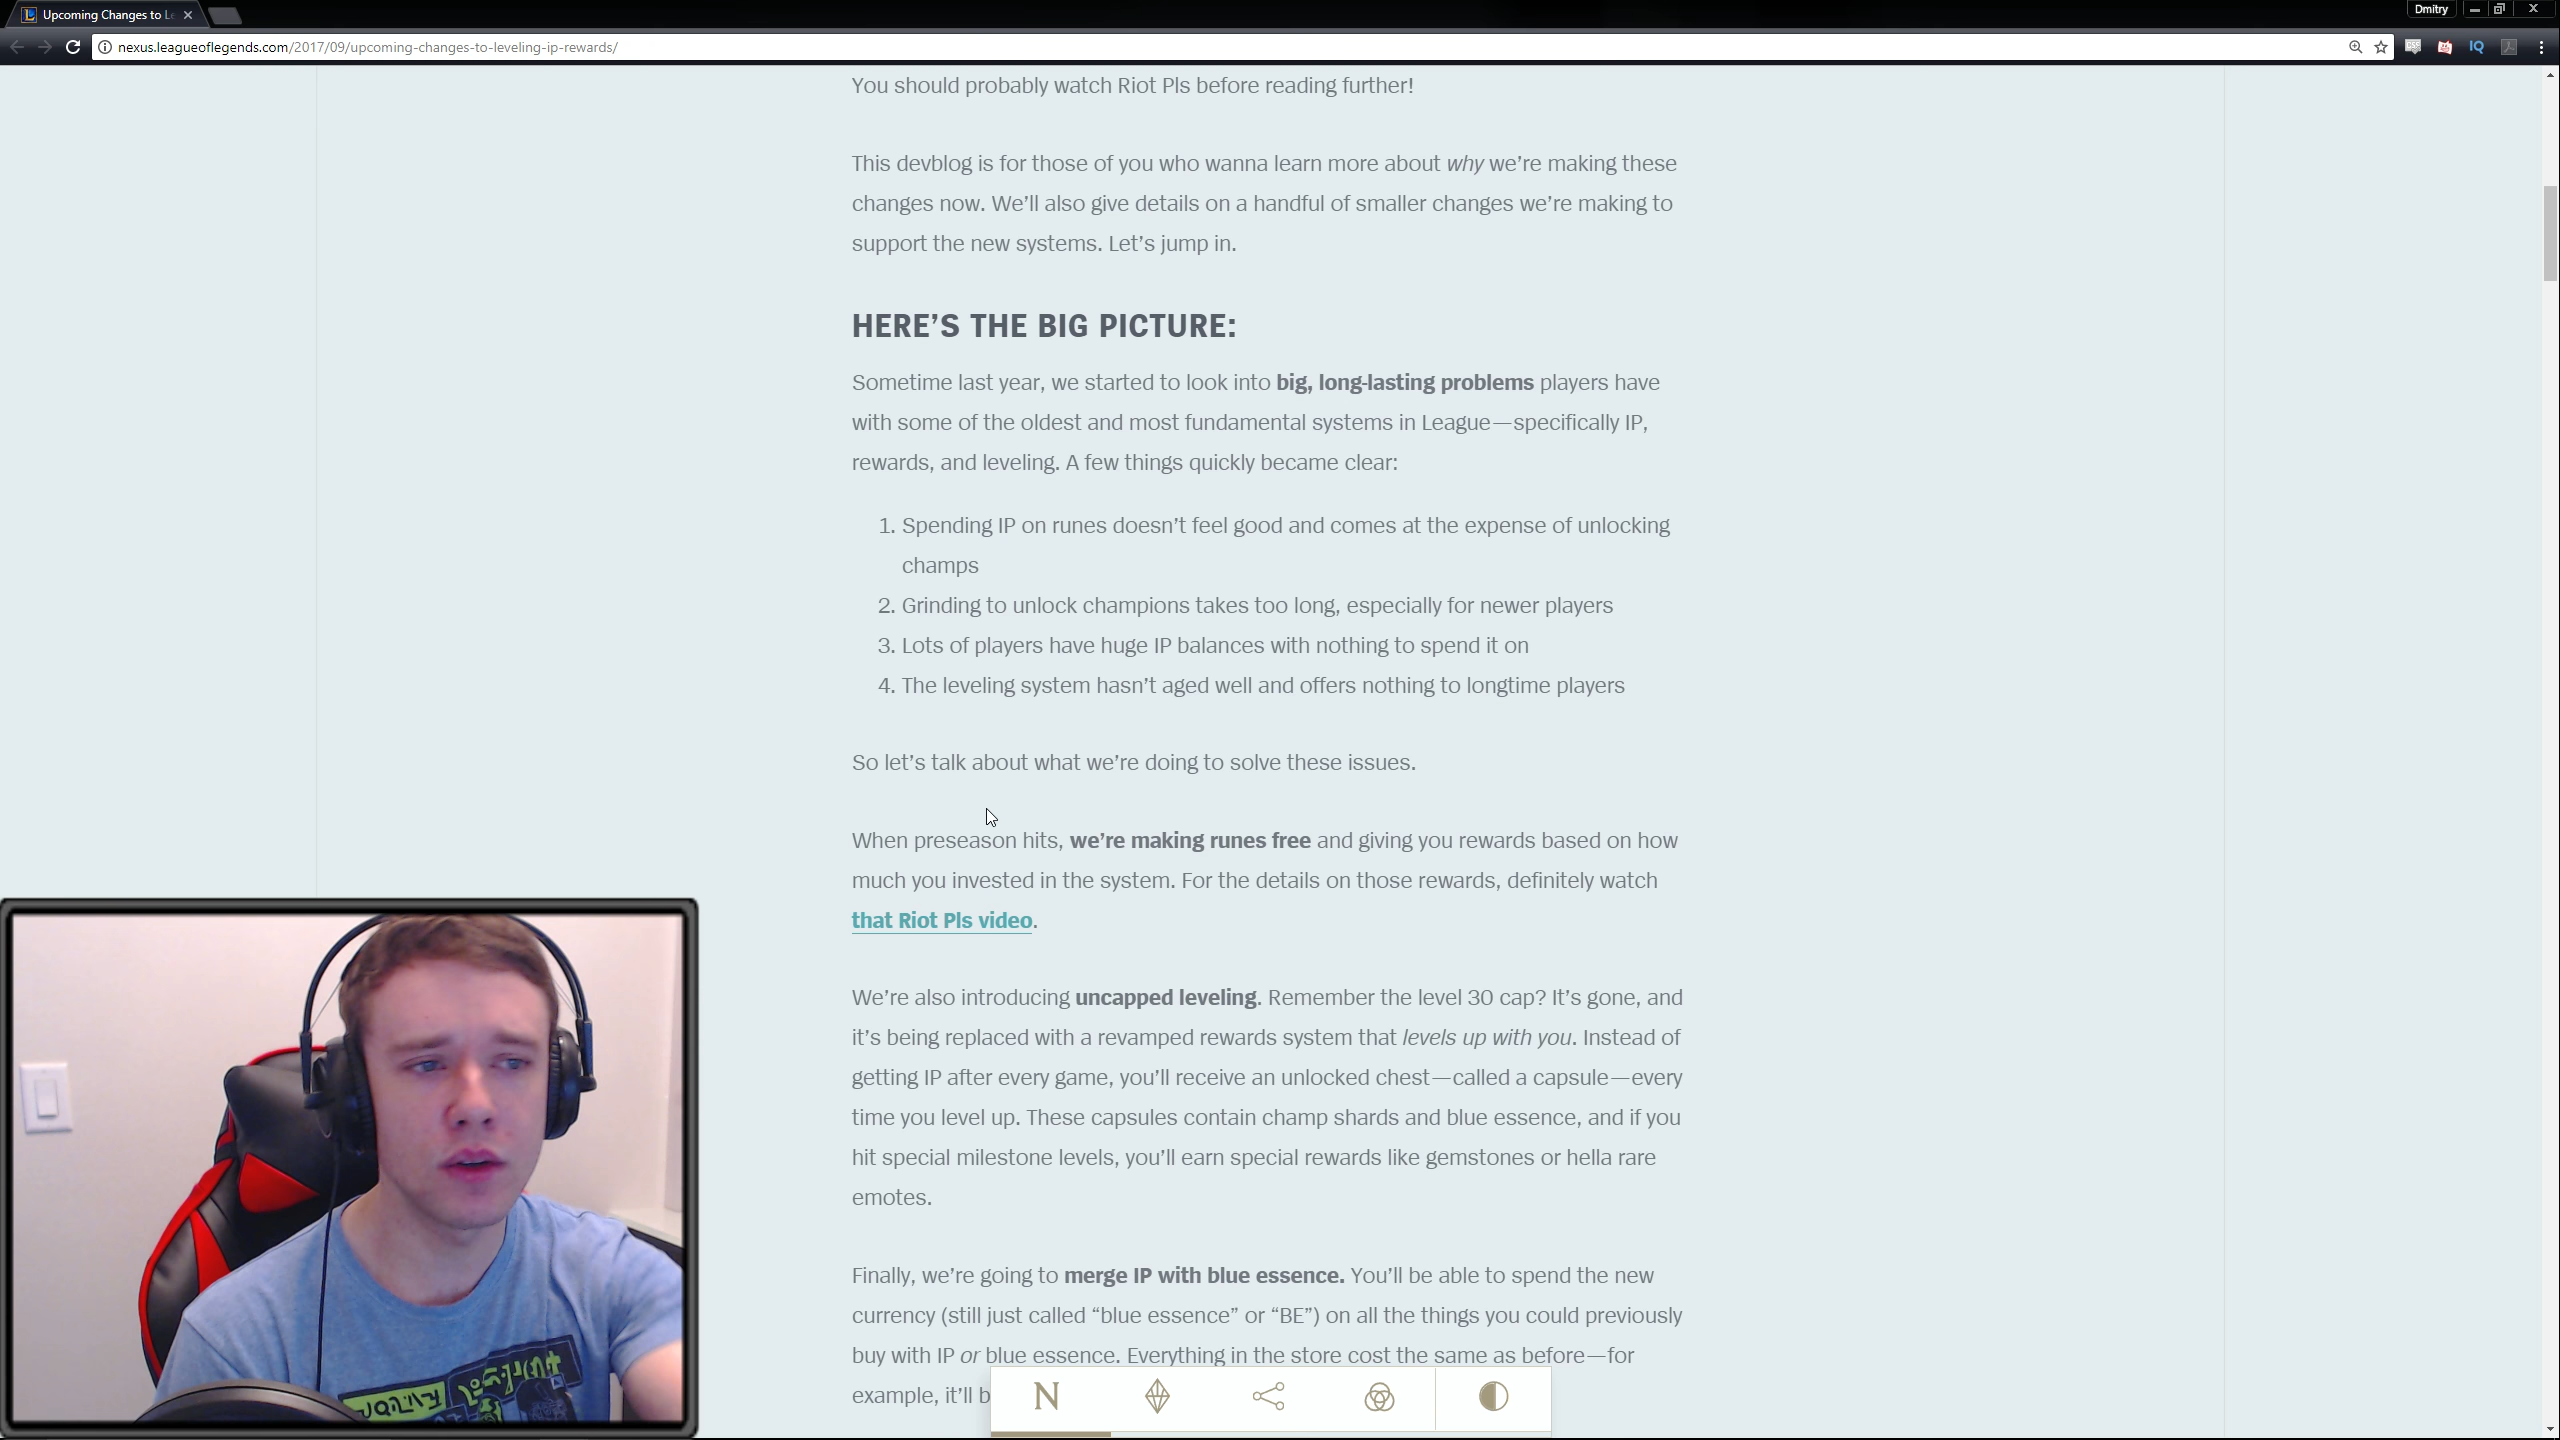 Upcoming Changes to L
Dmitry
nexus.leagueoflegends.com/2017/09/upcoming-changes-to-leveling-ip-rewards/
IQ
You should probably watch Riot Pls before reading further!
This devblog is for those of you who wanna learn more about why we’re making these
changes now. We’ll also give details on a handful of smaller changes we’re making to
support the new systems. Let’s jump in.
HERE’S THE BIG PICTURE:
Sometime last year, we started to look into big, long-lasting problems players have
with some of the oldest and most fundamental systems in League—specifically IP,
rewards, and leveling. A few things quickly became clear:
1. Spending IP on runes doesn’t feel good and comes at the expense of unlocking
champs
2. Grinding to unlock champions takes too long, especially for newer players
3. Lots of players have huge IP balances with nothing to spend it on
4. The leveling system hasn’t aged well and offers nothing to longtime players
So let’s talk about what we’re doing to solve these issues.
When preseason hits, we’re making runes free and giving you rewards based on how
much you invested in the system. For the details on those rewards, definitely watch
that Riot Pls video.
We’re also introducing uncapped leveling. Remember the level 30 cap? It’s gone, and
it’s being replaced with a revamped rewards system that levels up with you. Instead of
getting IP after every game, you’ll receive an unlocked chest—called a capsule—every
time you level up. These capsules contain champ shards and blue essence, and if you
hit special milestone levels, you’ll earn special rewards like gemstones or hella rare
emotes.
Finally, we’re going to merge IP with blue essence. You’ll be able to spend the new
currency (still just called “blue essence” or “BE”) on all the things you could previously
buy with IP or blue essence. Everything in the store cost the same as before—for
example, it’ll b
N